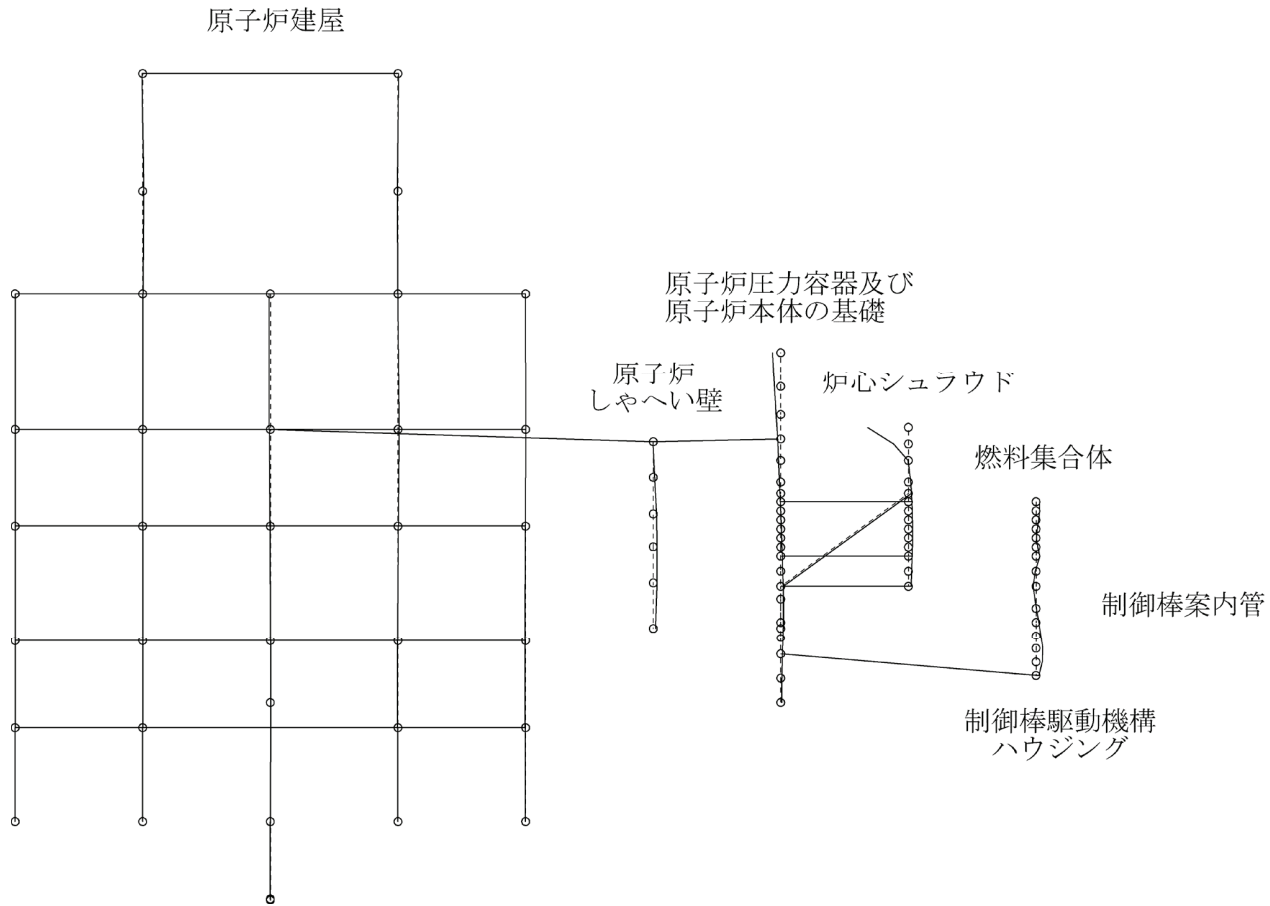 原子炉建屋
原子炉圧力容器及び
原子炉本体の基礎
原子炉
しゃへい壁
炉心シュラウド
燃料集合体
制御棒案内管
制御棒駆動機構
ハウジング